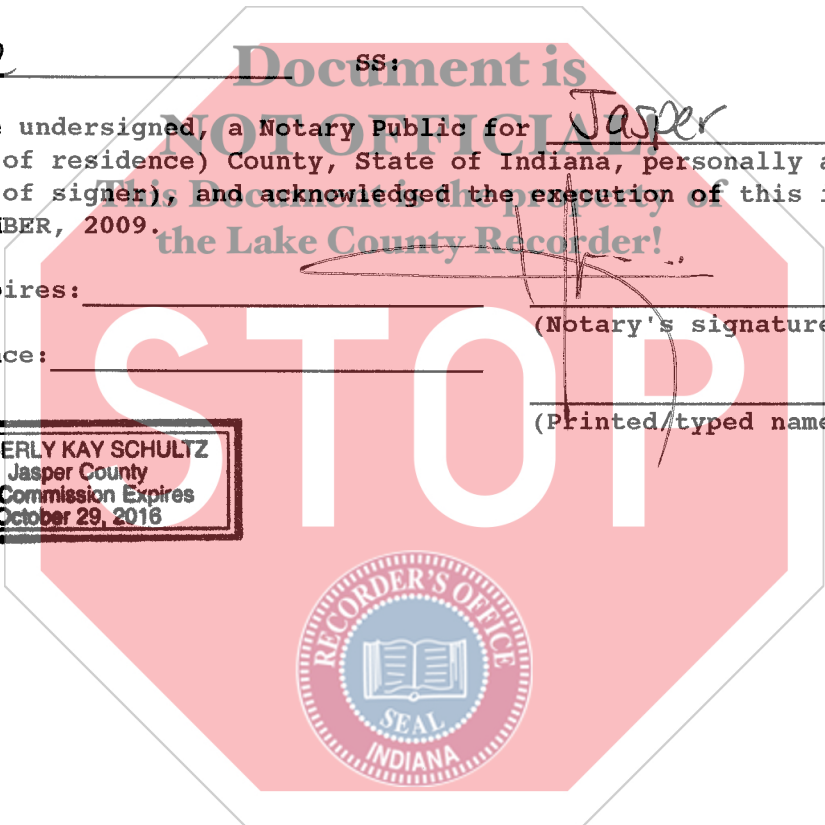 SS:
Document is
undersigned, a Notary Public for Jasper
NOT OFFICIAL!
of residence) County, State of Indiana, personally a
of signer), and acknowledged the execution of this i
This Document is the property of
BER, 2009.
the Lake County Recorder!
ires:
(Notary's signature
ce:
STOP
(Printed/typed name
ERLY KAY SCHULTZ
Jasper County
Commission Expires
October 29, 2016
RECORDER'S OFFICE
SEAL
INDIANA